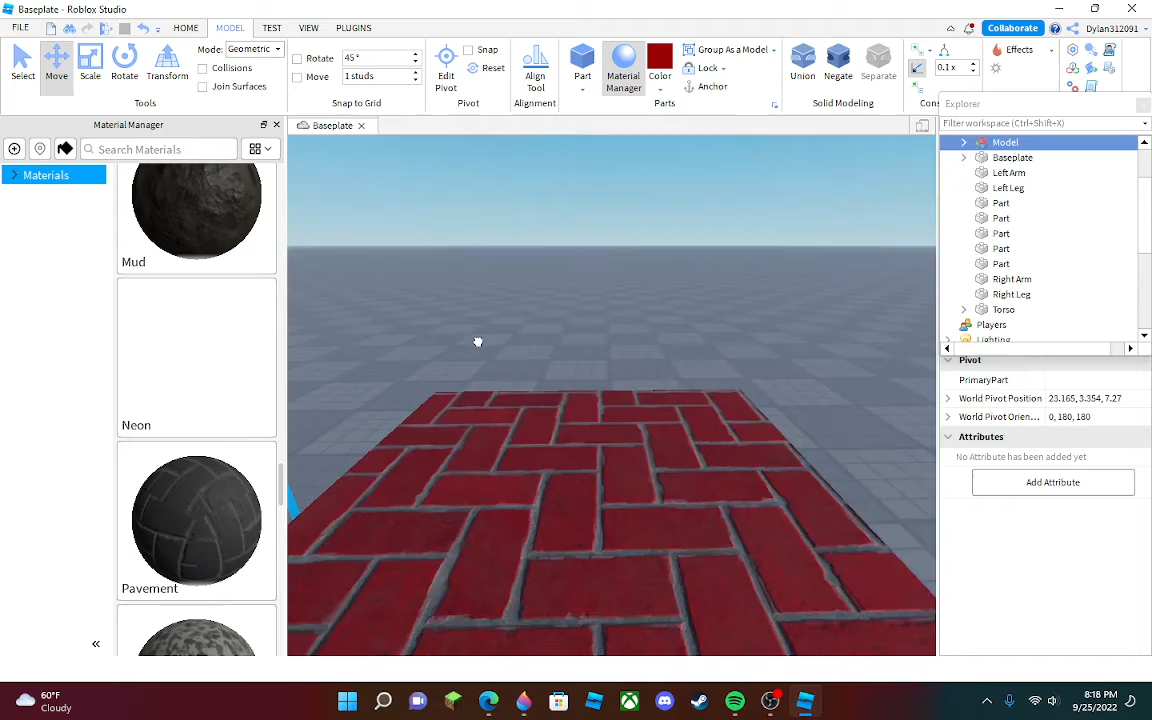 Baseplate - Roblox Studio
FILE HOME MODEL TEST VIEW PLUGINS Collaborate Dylan312091
Select Move Scale Rotate Transform
Mode: Geometric
Collisions
Join Surfaces
Tools
Rotate 45°
Move 1 studs
Snap to Grid
Edit Pivot
Snap
Reset
Pivot
Align Tool
Alignment
Part
Material Manager
Color
Group As a Model
Lock
Anchor
Parts
Union Negate Separate
Solid Modeling
0.1 x
Effects
Material Manager
Search Materials
Materials
Mud
Neon
Pavement
«
Baseplate
Explorer
Filter workspace (Ctrl+Shift+X)
Model
Baseplate
Left Arm
Left Leg
Part
Part
Part
Part
Part
Right Arm
Right Leg
Torso
Players
Lighting
Pivot
PrimaryPart
World Pivot Position 23.165, 3.354, 7.27
World Pivot Orien... 0, 180, 180
Attributes
No Attribute has been added yet
Add Attribute
60°F
Cloudy
8:18 PM
9/25/2022